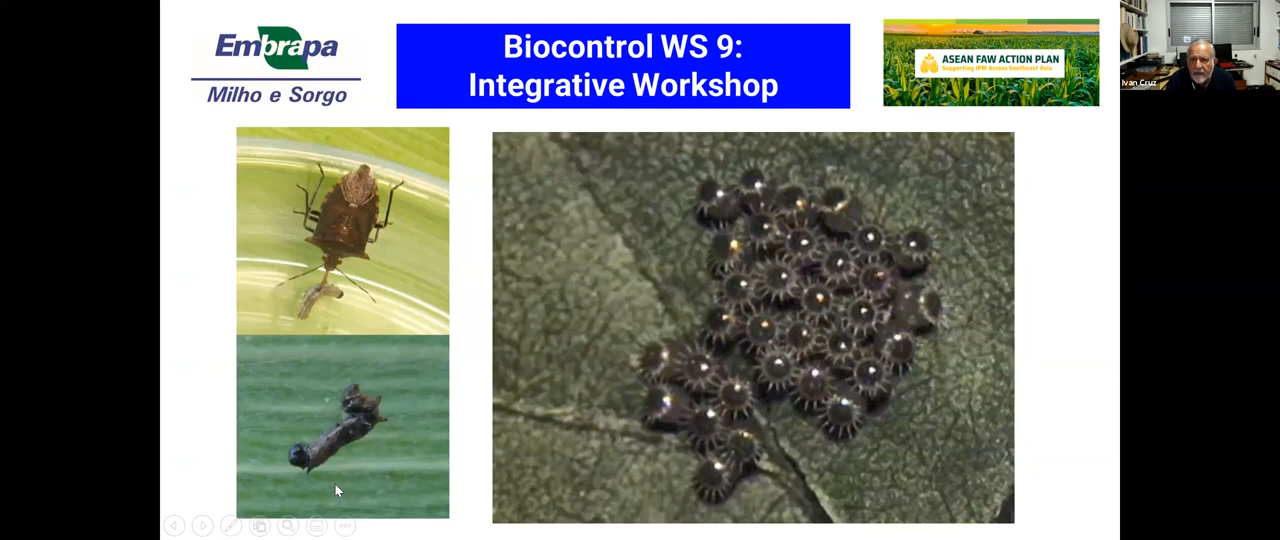 Embrapa
Milho e Sorgo
Biocontrol WS 9:
Integrative Workshop
ASEAN FAW ACTION PLAN
Supporting IPM Across Southeast Asia
Ivan Cruz